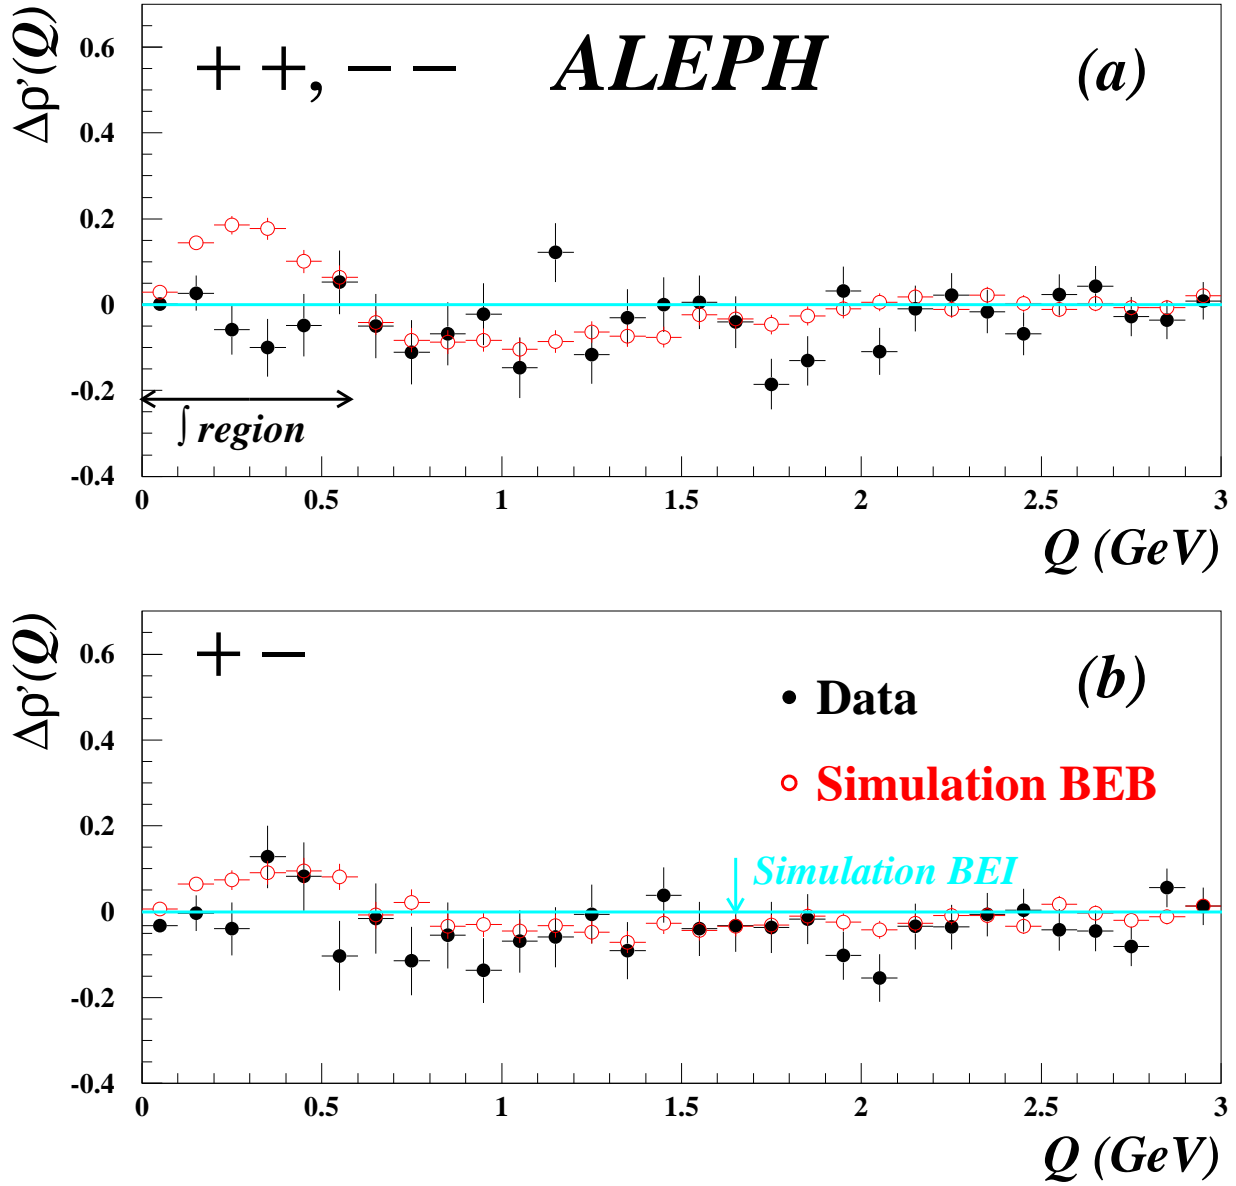 Δρ'(Q)
++, −− ALEPH (a)
0.6
0.4
0.2
0
-0.2
-0.4
∫ region
0 0.5 1 1.5 2 2.5 3
Q (GeV)
Δρ'(Q)
+− (b)
0.6
0.4
0.2
0
-0.2
-0.4
Data
Simulation BEB
Simulation BEI
0 0.5 1 1.5 2 2.5 3
Q (GeV)